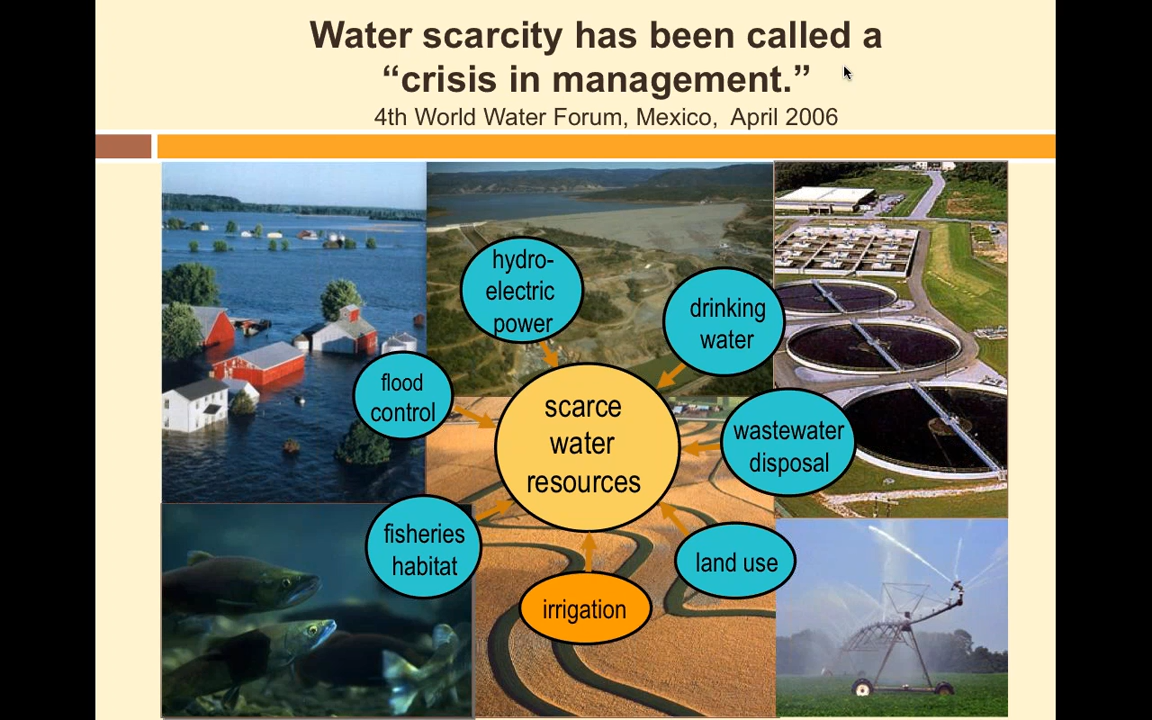 Water scarcity has been called a
“crisis in management.”
4th World Water Forum, Mexico, April 2006
hydro-
electric
power
drinking
water
flood
control
scarce
water
resources
wastewater
disposal
fisheries
habitat
land use
irrigation